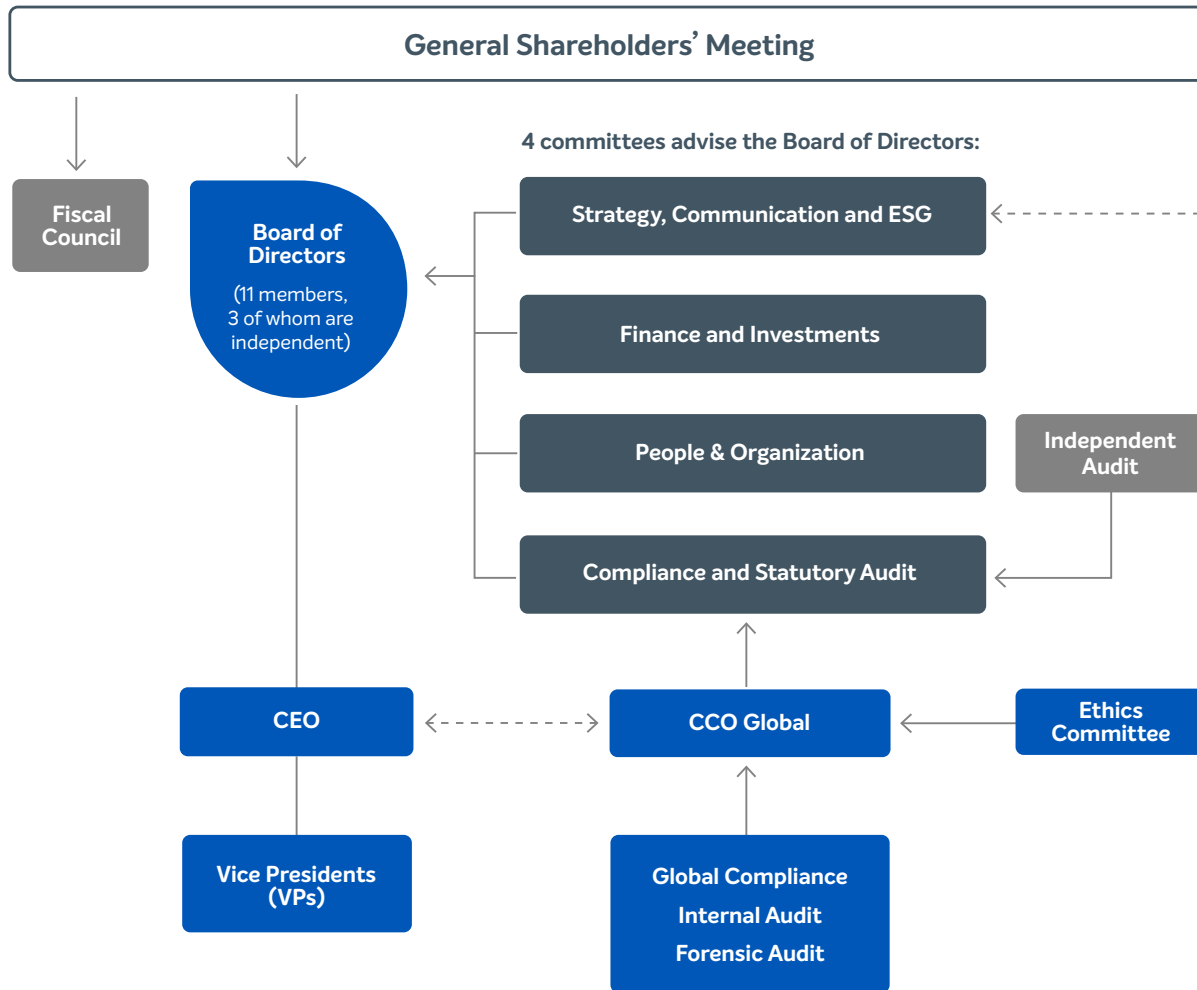 General Shareholders’ Meeting
4 committees advise the Board of Directors:
Fiscal
Council
Board of
Directors
(11 members,
3 of whom are
independent)
Strategy, Communication and ESG
Finance and Investments
People & Organization
Independent
Audit
Compliance and Statutory Audit
CEO
CCO Global
Ethics
Committee
Vice Presidents
(VPs)
Global Compliance
Internal Audit
Forensic Audit